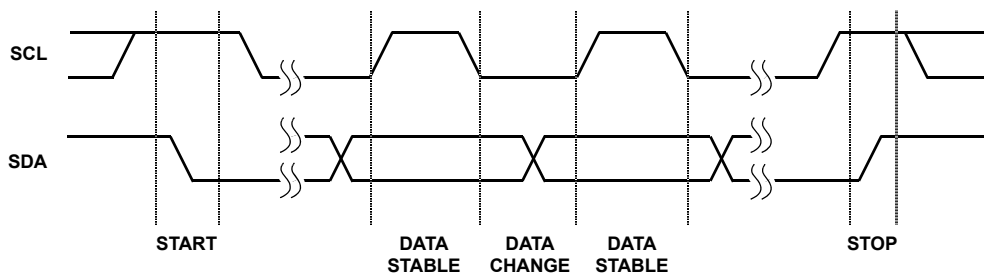 SCL
SDA
START
DATA
STABLE
DATA
CHANGE
DATA
STABLE
STOP